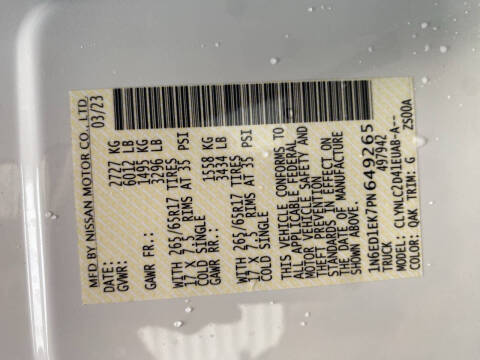 MFD BY NISSAN MOTOR CO., LTD.
DATE: 03/23
GVWR: 2727 KG
6012 LB
GAWR FR.: 1495 KG
3296 LB
WITH 265/65R17 TIRES
17 X 7.5 RIMS AT 35 PSI
COLD SINGLE
GAWR RR.: 1558 KG
3434 LB
WITH 265/65R17 TIRES
17 X 7.5 RIMS AT 35 PSI
COLD SINGLE
THIS VEHICLE CONFORMS TO
ALL APPLICABLE FEDERAL
MOTOR VEHICLE SAFETY AND
THEFT PREVENTION
STANDARDS IN EFFECT ON
THE DATE OF MANUFACTURE
SHOWN ABOVE.
1N6ED1EK7PN649265
TRUCK 497942
MODEL: CLYNLC2D41EUA8-A--
COLOR: QAK TRIM: G 2S00A